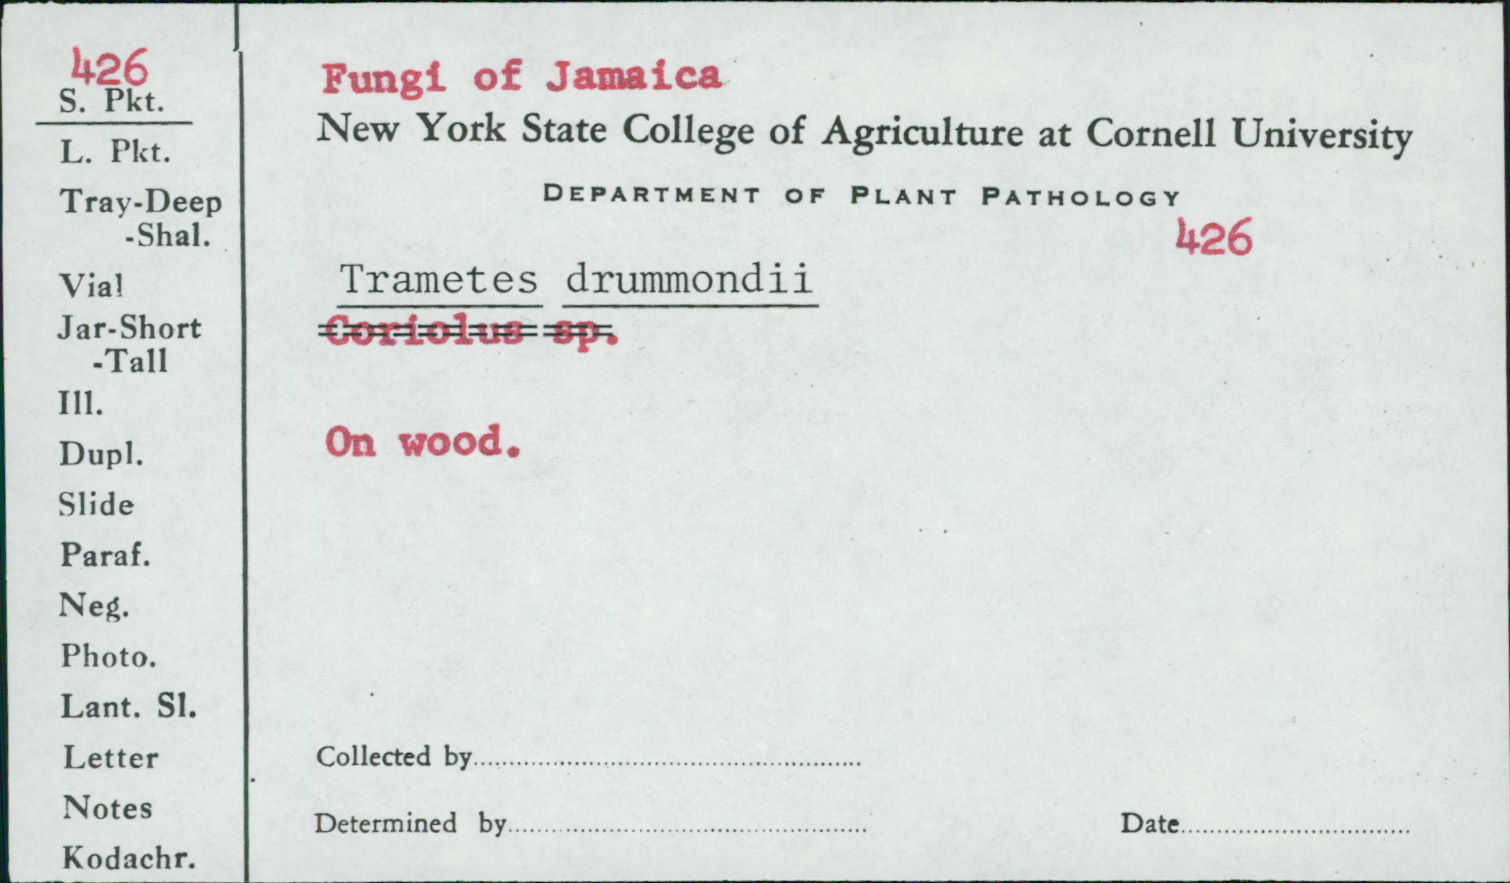 426
S. Pkt.
L. Pkt.
Tray-Deep
-Shal.
Vial
Jar-Short
-Tall
Ill.
Dupl.
Slide
Paraf.
Neg.
Photo.
Lant. Sl.
Letter
Notes
Kodachr.
Fungi of Jamaica
New York State College of Agriculture at Cornell University
DEPARTMENT OF PLANT PATHOLOGY
426
Trametes drummondii
Coriolus sp.
On wood.
Collected by
Determined by
Date